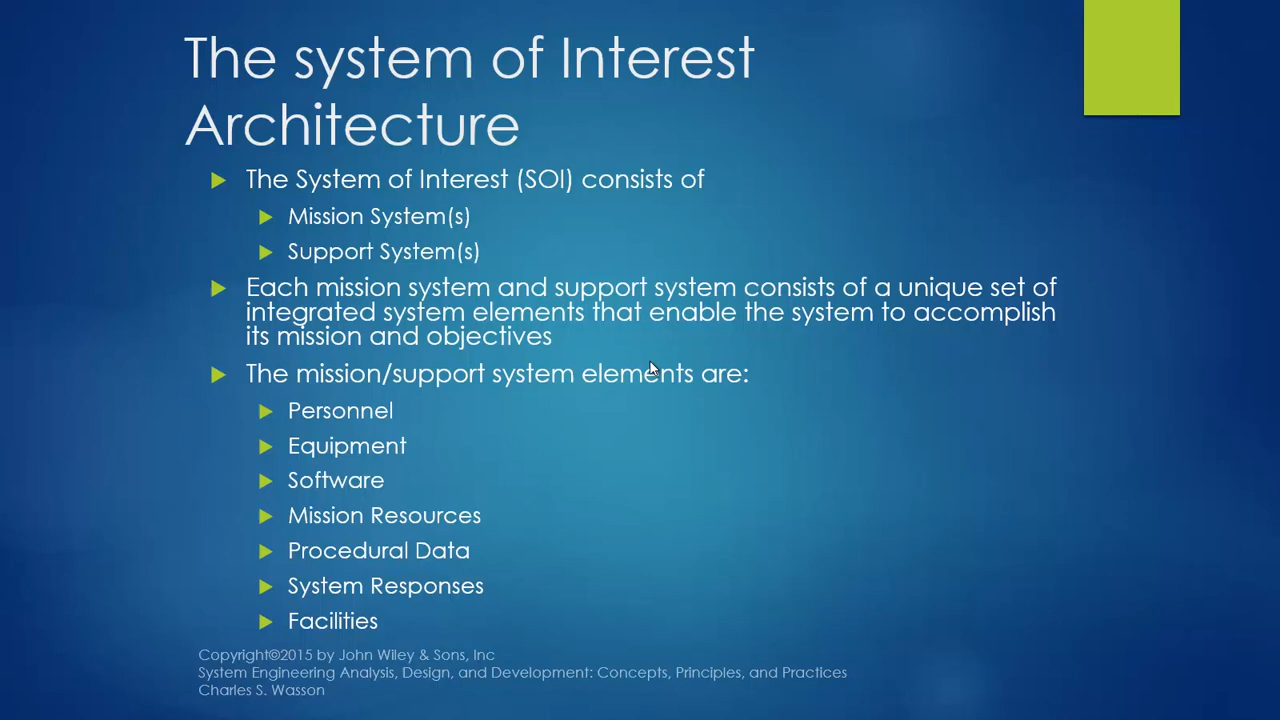 The system of Interest
Architecture
The System of Interest (SOI) consists of
Mission System(s)
Support System(s)
Each mission system and support system consists of a unique set of
integrated system elements that enable the system to accomplish
its mission and objectives
The mission/support system elements are:
Personnel
Equipment
Software
Mission Resources
Procedural Data
System Responses
Facilities
Copyright©2015 by John Wiley & Sons, Inc
System Engineering Analysis, Design, and Development: Concepts, Principles, and Practices
Charles S. Wasson